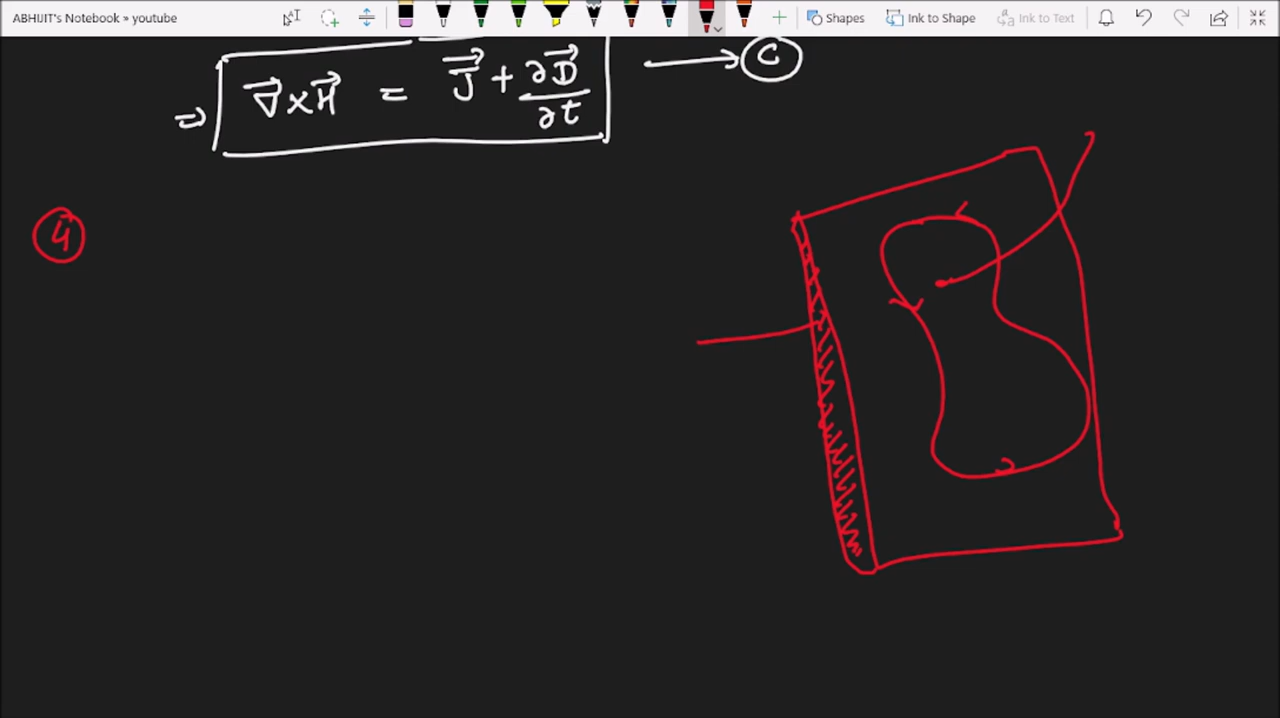 ABHIJIT's Notebook » youtube
Shapes Ink to Shape Ink to Text
⇒ ∇⃗×H⃗ = J⃗ + ∂D⃗/∂t ⟶ C
4